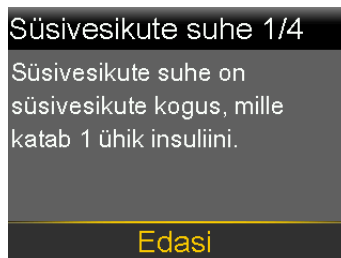 Süsivesikute suhe 1/4
Süsivesikute suhe on
süsivesikute kogus, mille
katab 1 ühik insuliini.
Edasi